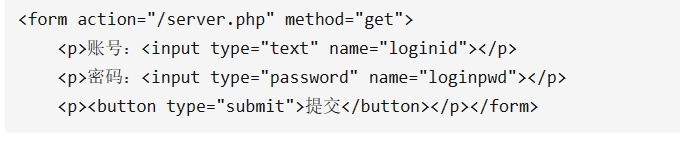 <form action="/server.php" method="get">
<p>账号：<input type="text" name="loginid"></p>
<p>密码：<input type="password" name="loginpwd"></p>
<p><button type="submit">提交</button></p></form>